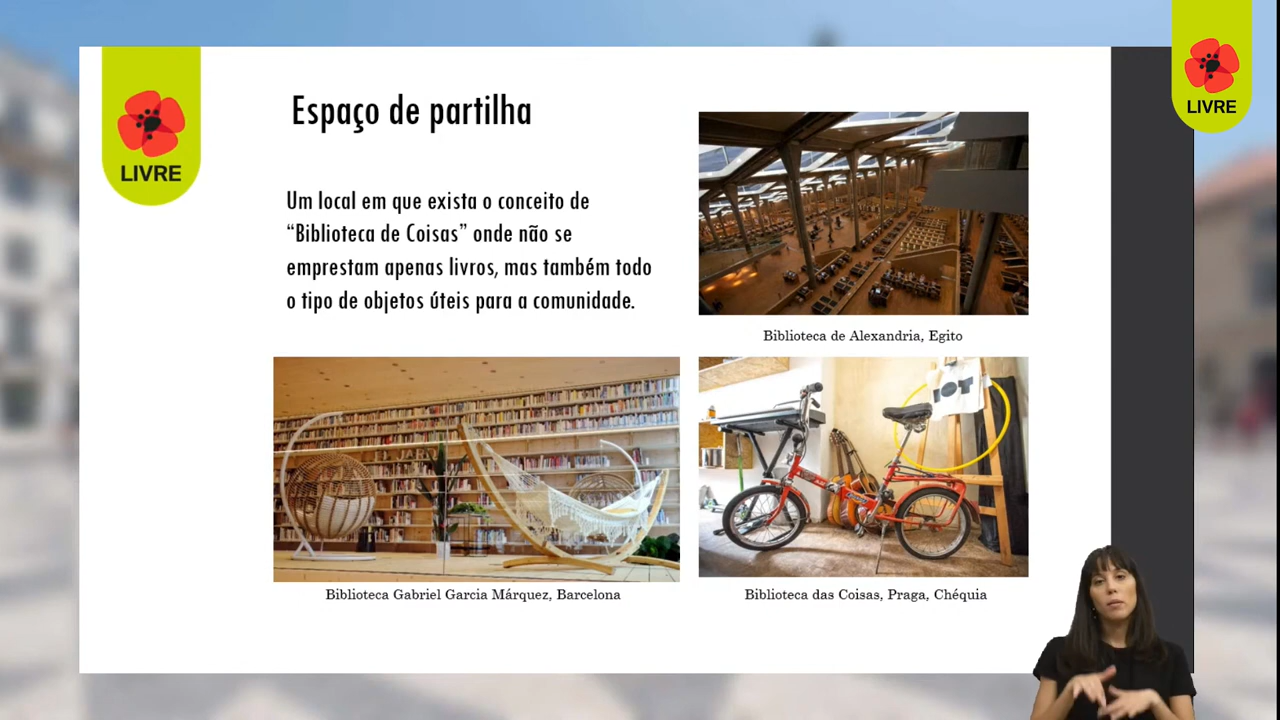 LIVRE
LIVRE
Espaço de partilha
Um local em que exista o conceito de
“Biblioteca de Coisas” onde não se
emprestam apenas livros, mas também todo
o tipo de objetos úteis para a comunidade.
Biblioteca de Alexandria, Egito
Biblioteca Gabriel Garcia Márquez, Barcelona
Biblioteca das Coisas, Praga, Chéquia